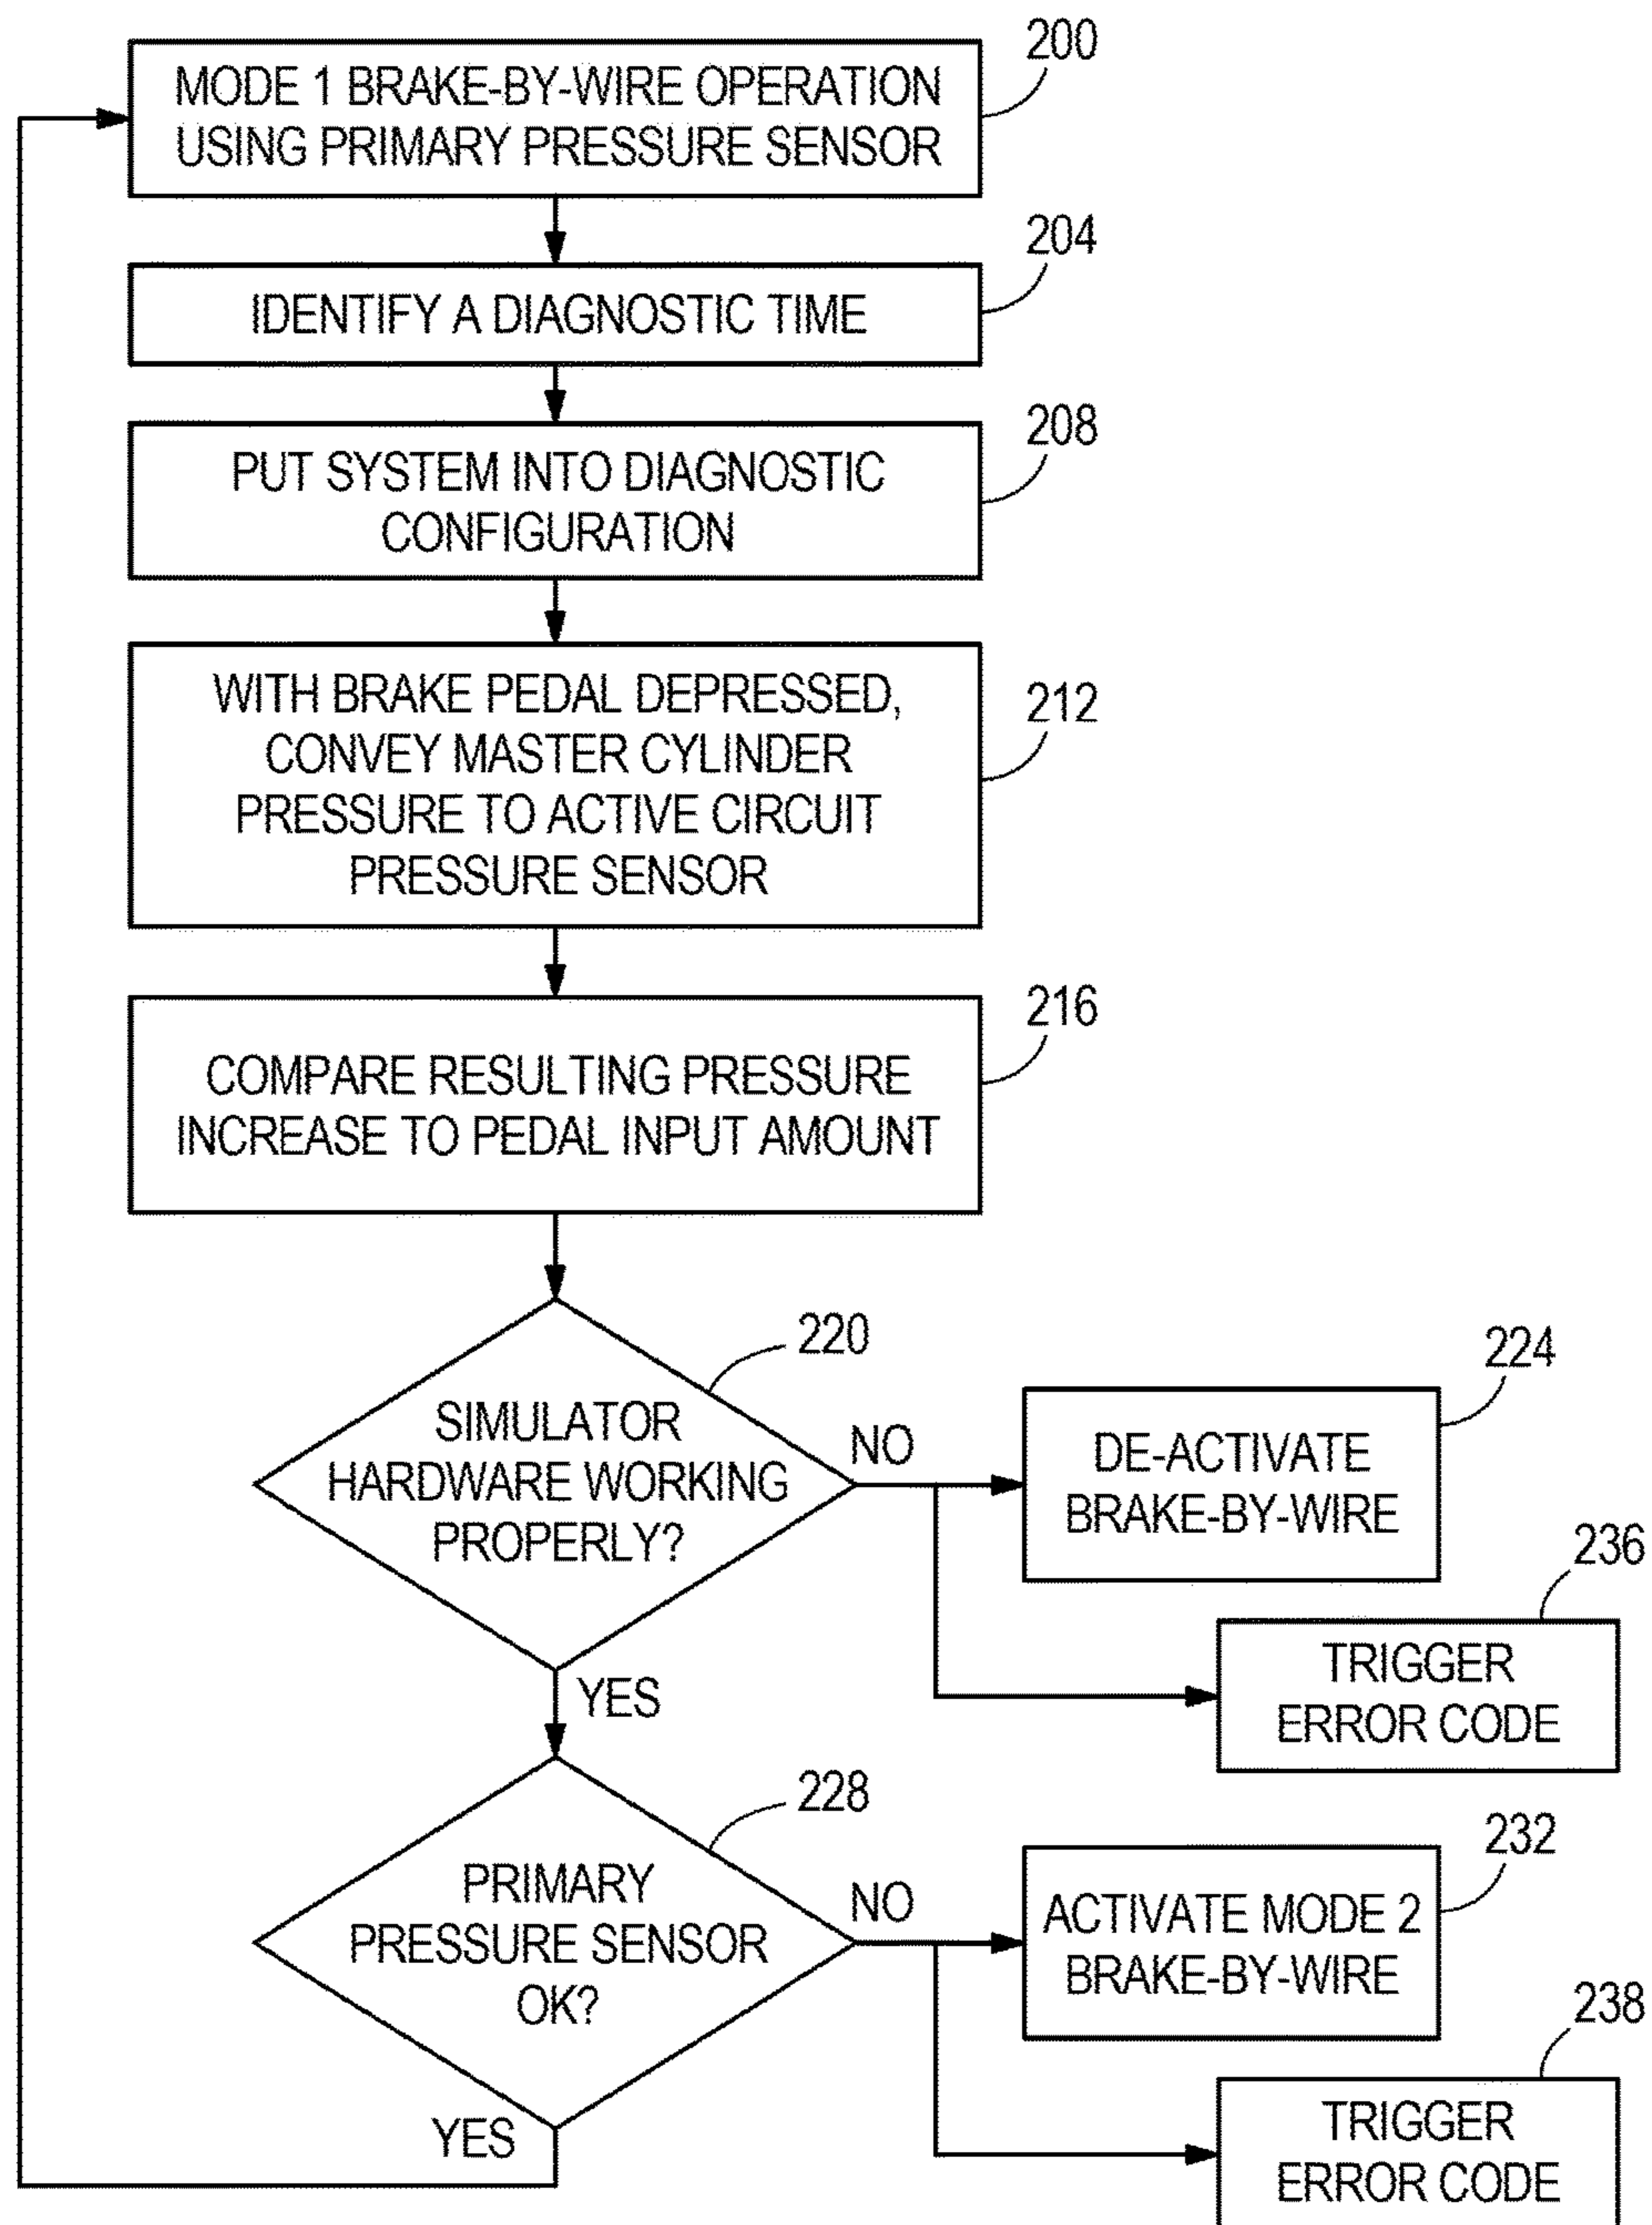 200
MODE 1 BRAKE-BY-WIRE OPERATION
USING PRIMARY PRESSURE SENSOR
204
IDENTIFY A DIAGNOSTIC TIME
208
PUT SYSTEM INTO DIAGNOSTIC
CONFIGURATION
212
WITH BRAKE PEDAL DEPRESSED,
CONVEY MASTER CYLINDER
PRESSURE TO ACTIVE CIRCUIT
PRESSURE SENSOR
216
COMPARE RESULTING PRESSURE
INCREASE TO PEDAL INPUT AMOUNT
220
SIMULATOR
HARDWARE WORKING
PROPERLY?
NO
224
DE-ACTIVATE
BRAKE-BY-WIRE
236
TRIGGER
ERROR CODE
YES
228
PRIMARY
PRESSURE SENSOR
OK?
NO
232
ACTIVATE MODE 2
BRAKE-BY-WIRE
238
TRIGGER
ERROR CODE
YES